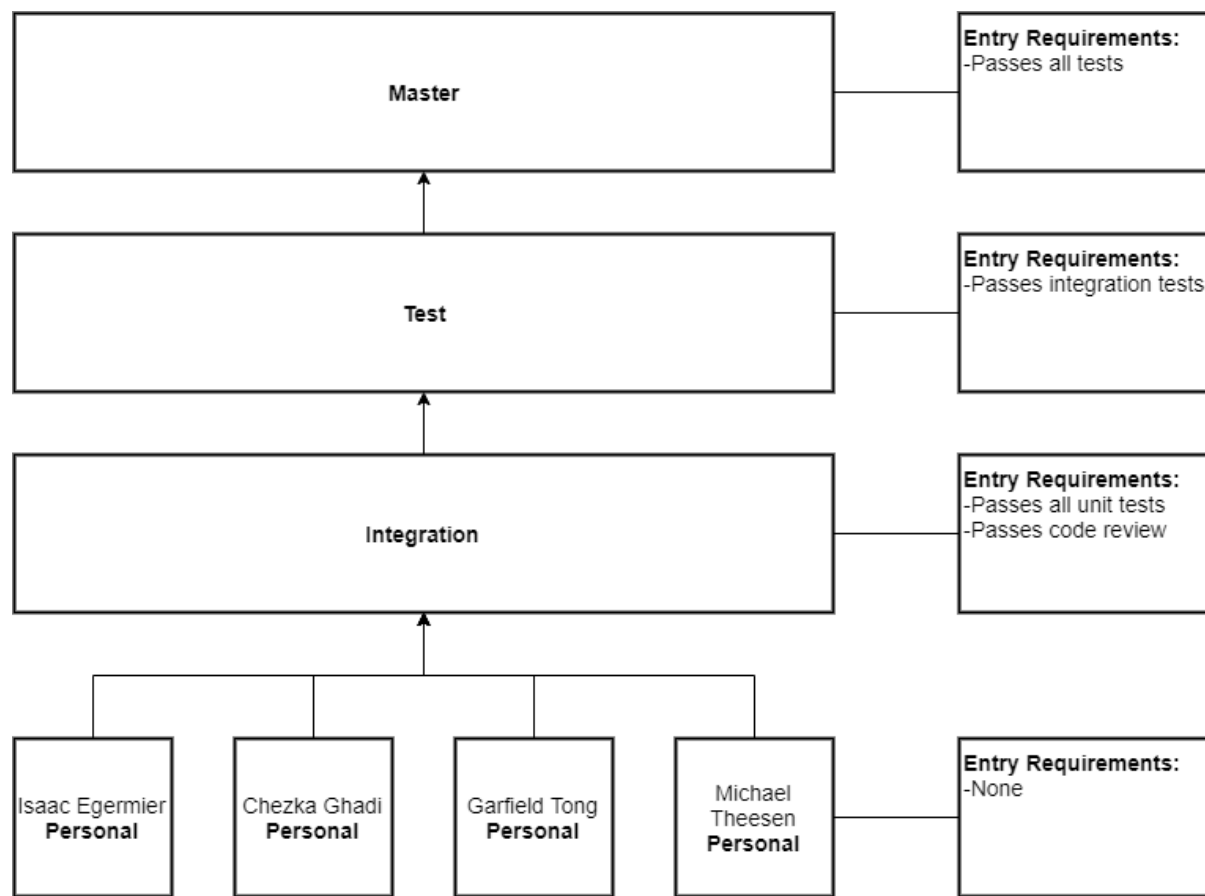 Master
Entry Requirements:
-Passes all tests
Test
Entry Requirements:
-Passes integration tests
Integration
Entry Requirements:
-Passes all unit tests
-Passes code review
Isaac Egermier
Personal
Chezka Ghadi
Personal
Garfield Tong
Personal
Michael
Theesen
Personal
Entry Requirements:
-None